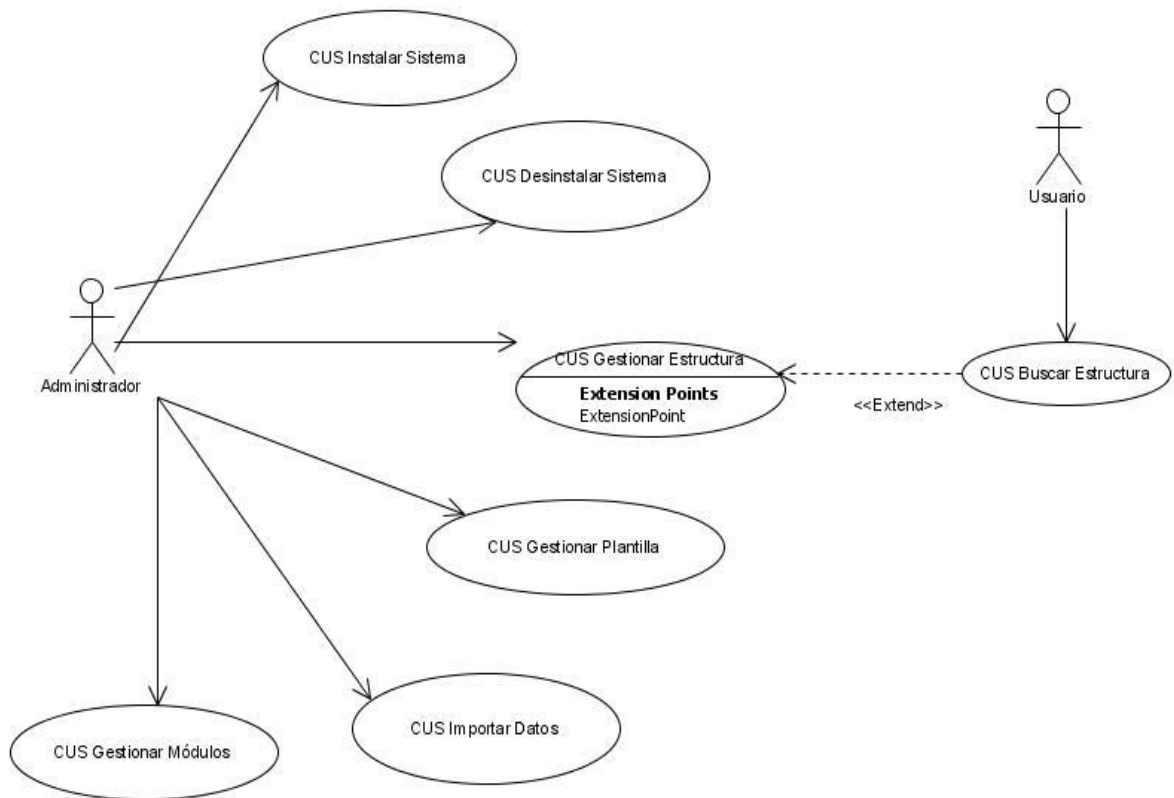 CUS Instalar Sistema
CUS Desinstalar Sistema
Usuario
Administrador
CUS Gestionar Estructura
Extension Points
ExtensionPoint
<<Extend>>
CUS Buscar Estructura
CUS Gestionar Plantilla
CUS Importar Datos
CUS Gestionar Módulos